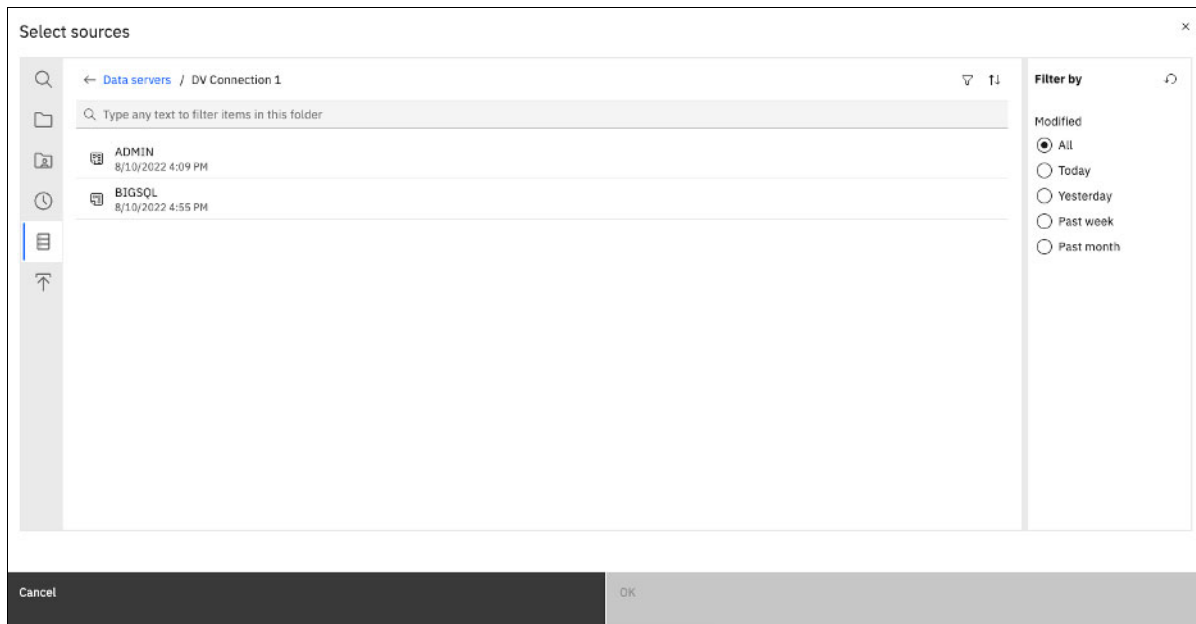 Select sources
← Data servers / DV Connection 1
Type any text to filter items in this folder
ADMIN
8/10/2022 4:09 PM
BIGSQL
8/10/2022 4:55 PM
Filter by
Modified
All
Today
Yesterday
Past week
Past month
Cancel
OK